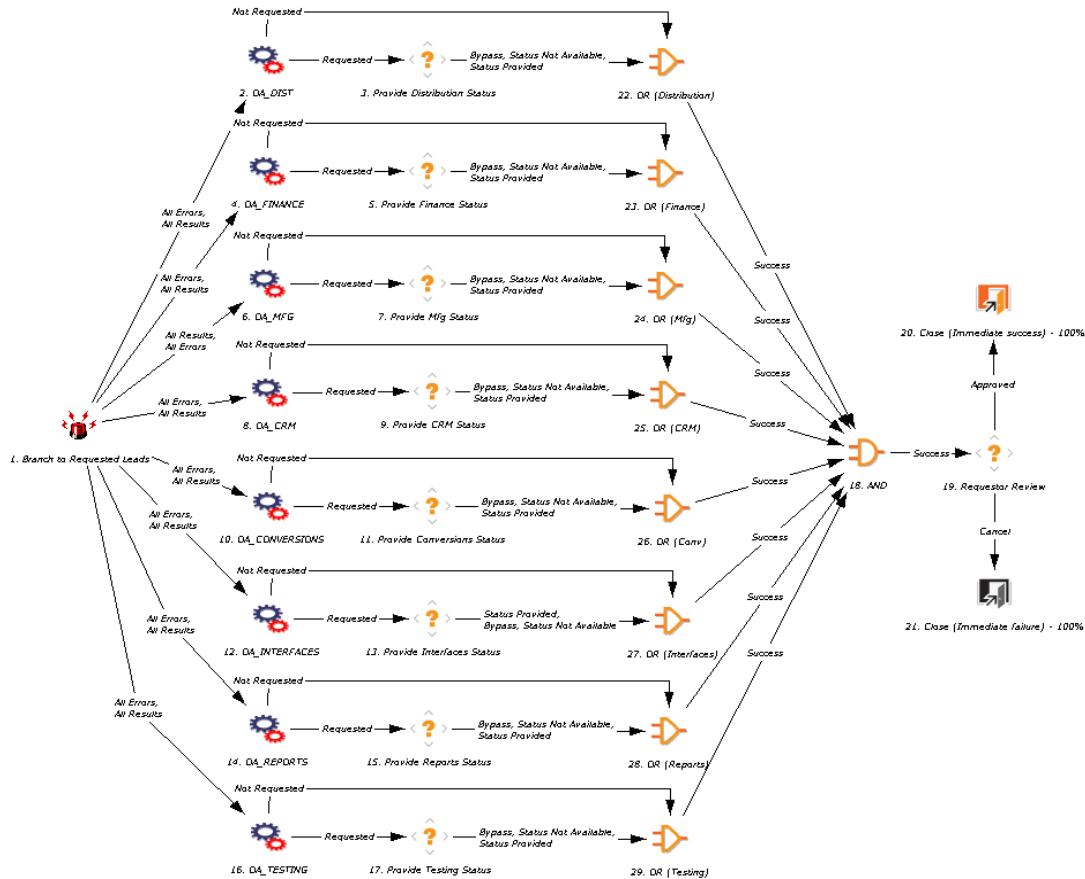 Not Requested
Requested
Bypass, Status Not Available,
Status Provided
2. OA_DIST
3. Provide Distribution Status
22. OR (Distribution)
Not Requested
Requested
Bypass, Status Not Available,
Status Provided
4. OA_FINANCE
5. Provide Finance Status
23. OR (Finance)
All Errors,
All Results
Not Requested
Requested
Bypass, Status Not Available,
Status Provided
6. OA_MFG
7. Provide Mfg Status
24. OR (Mfg)
All Errors,
All Results
Success
Success
All Results,
All Errors
Not Requested
Requested
Bypass, Status Not Available,
Status Provided
8. OA_CRM
9. Provide CRM Status
25. OR (CRM)
All Errors,
All Results
Success
Success
20. Close (Immediate success) - 100%
Approved
1. Branch to Requested Leads
18. AND
Success
19. Requestor Review
Cancel
21. Close (Immediate failure) - 100%
All Errors,
All Results
Not Requested
Requested
Bypass, Status Not Available,
Status Provided
10. OA_CONVERSIONS
11. Provide Conversions Status
26. OR (Conv)
Success
All Errors,
All Results
Not Requested
Requested
Status Provided,
Bypass, Status Not Available
12. OA_INTERFACES
13. Provide Interfaces Status
27. OR (Interfaces)
Success
All Errors,
All Results
Not Requested
Requested
Bypass, Status Not Available,
Status Provided
14. OA_REPORTS
15. Provide Reports Status
28. OR (Reports)
Success
All Errors,
All Results
Not Requested
Requested
Bypass, Status Not Available,
Status Provided
16. OA_TESTING
17. Provide Testing Status
29. OR (Testing)
Success